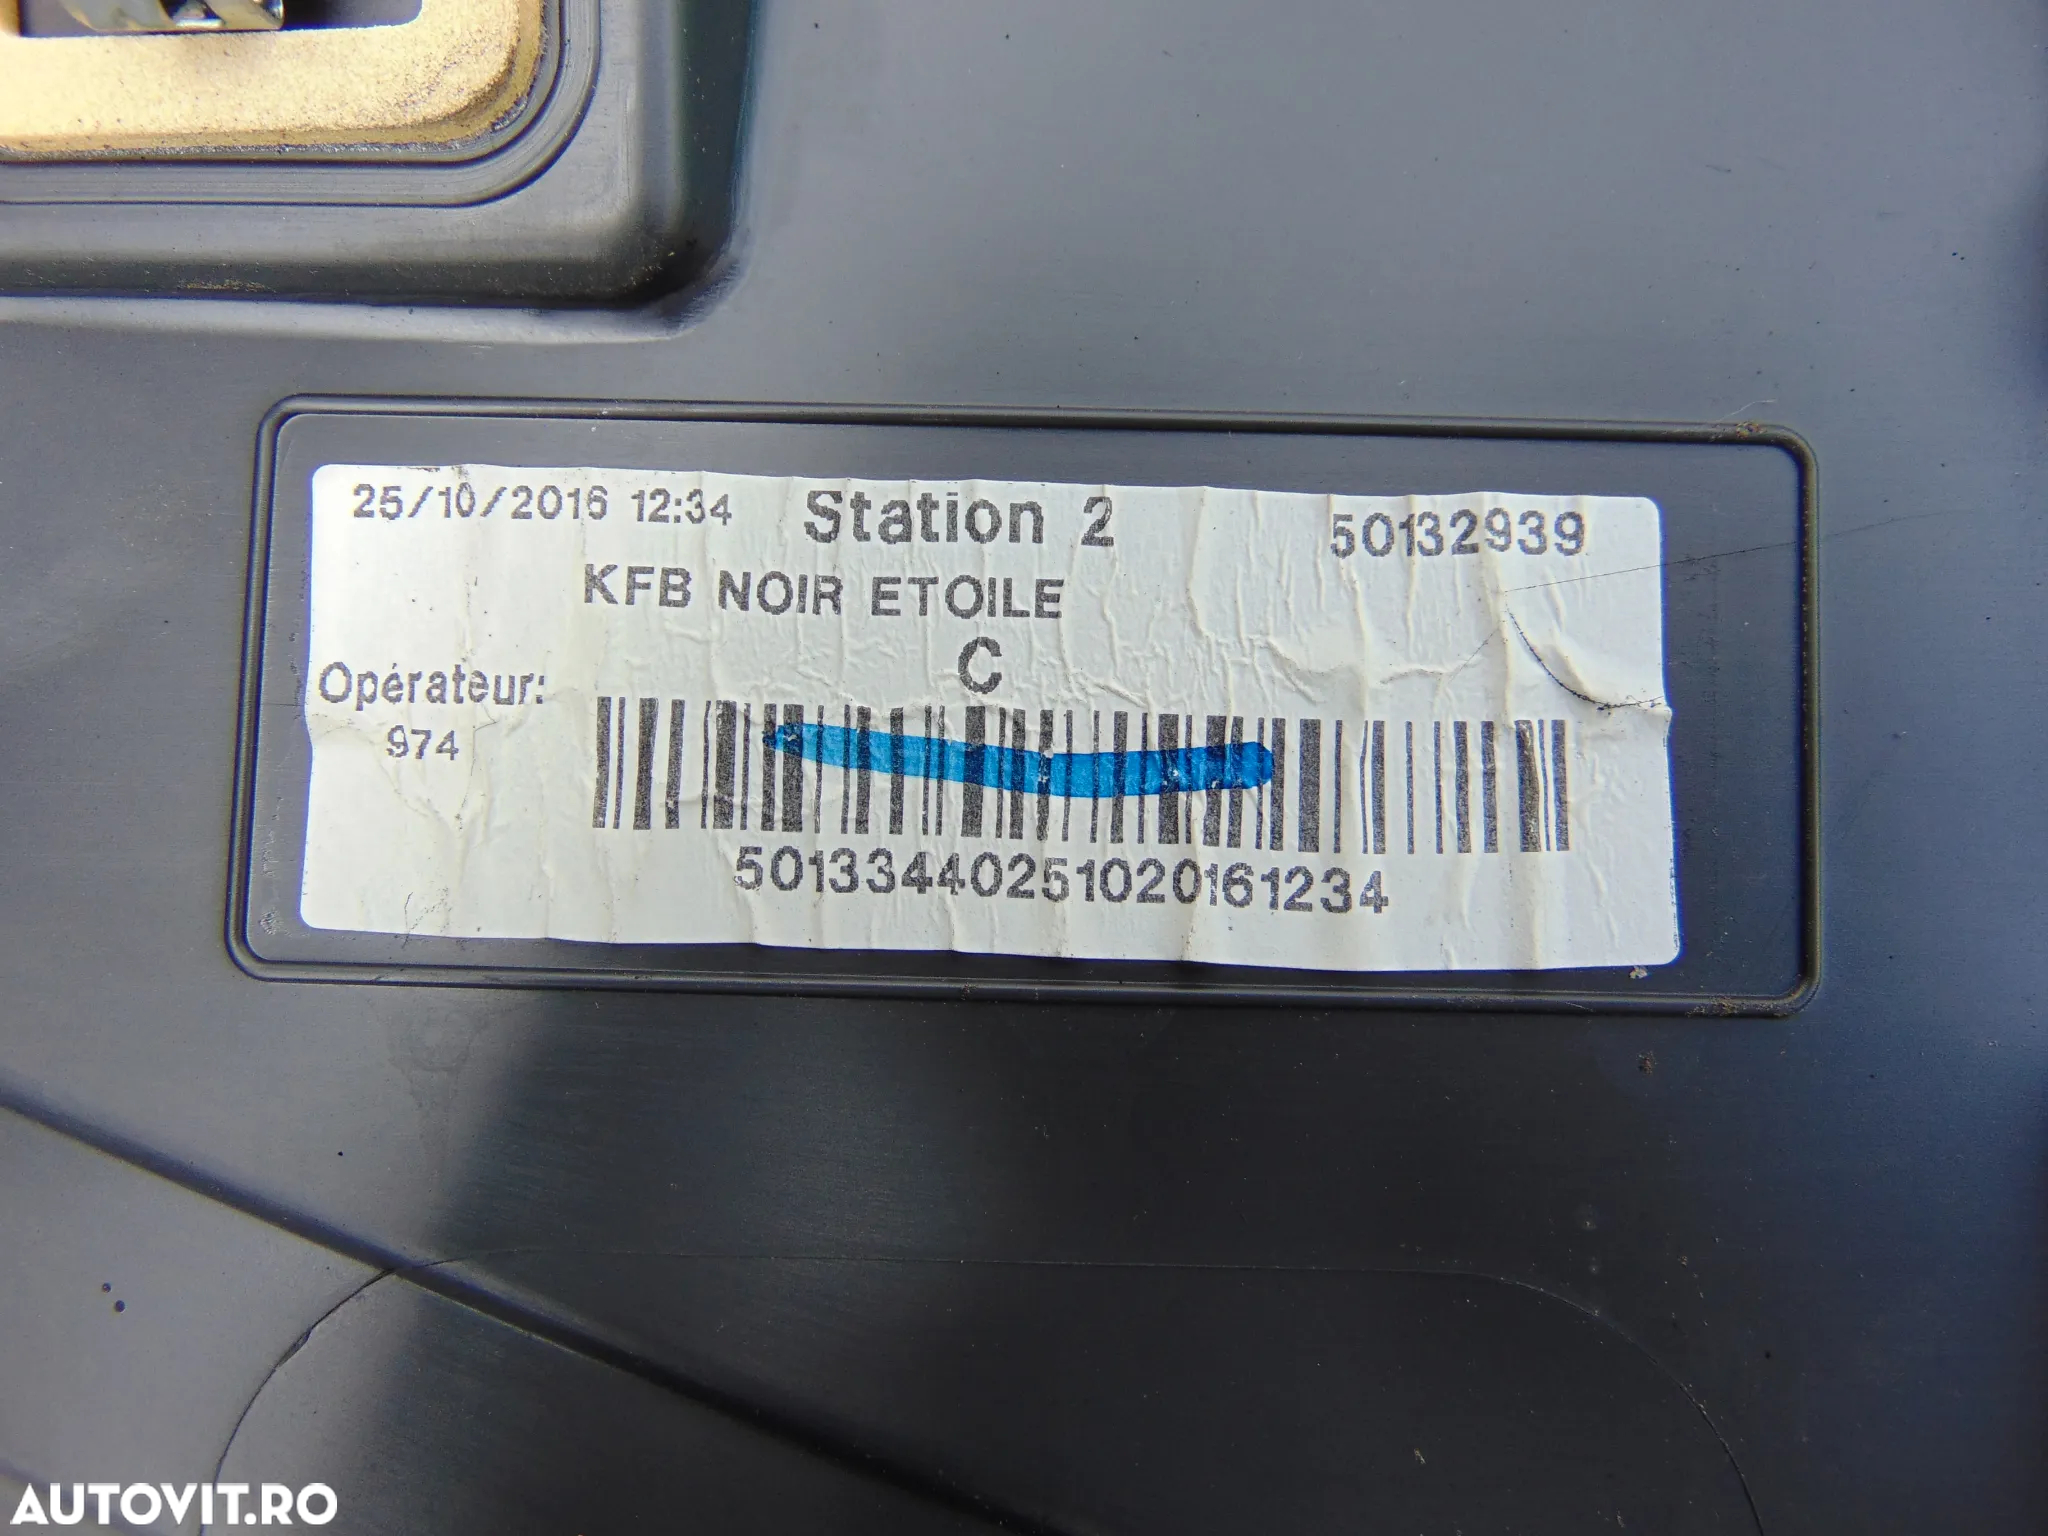 25/10/2016 12:34 Station 2 50132939
KFB NOIR ETOILE
C
Opérateur:
974
50133440251020161234
AUTOVIT.RO